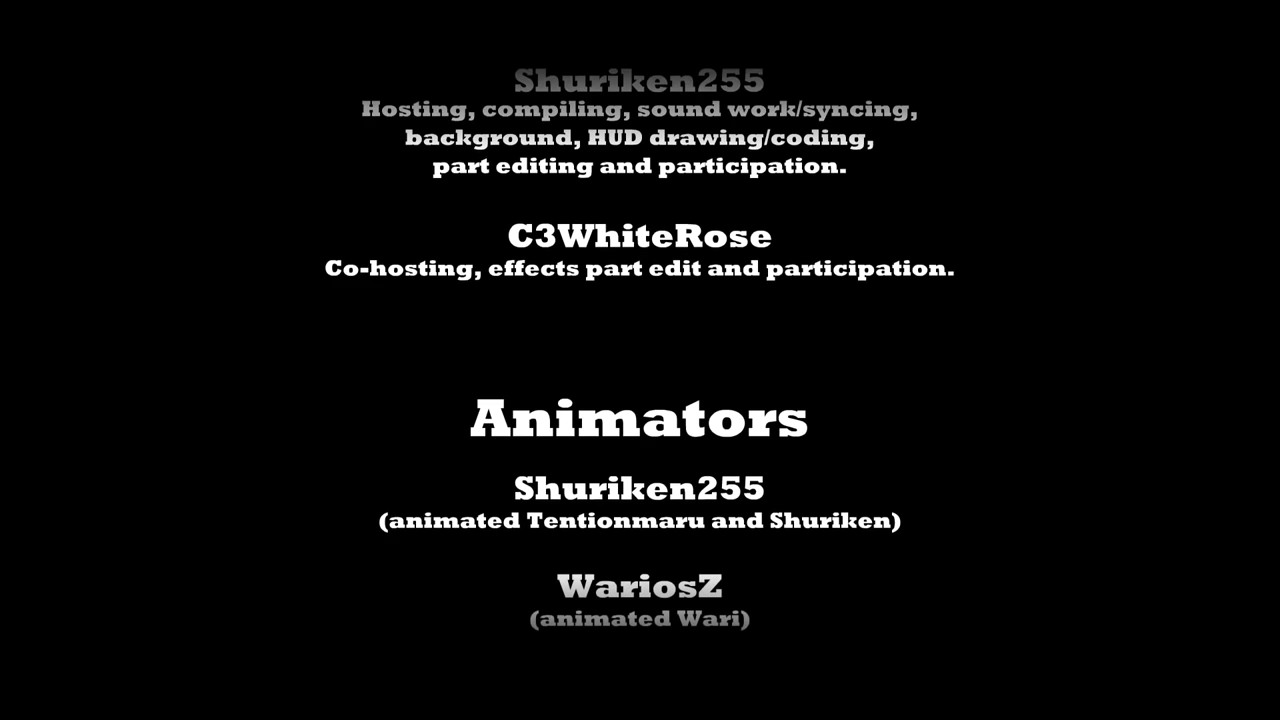 Shuriken255
Hosting, compiling, sound work/syncing,
background, HUD drawing/coding,
part editing and participation.
C3WhiteRose
Co-hosting, effects part edit and participation.
Animators
Shuriken255
(animated Tentionmaru and Shuriken)
WariosZ
(animated Wari)